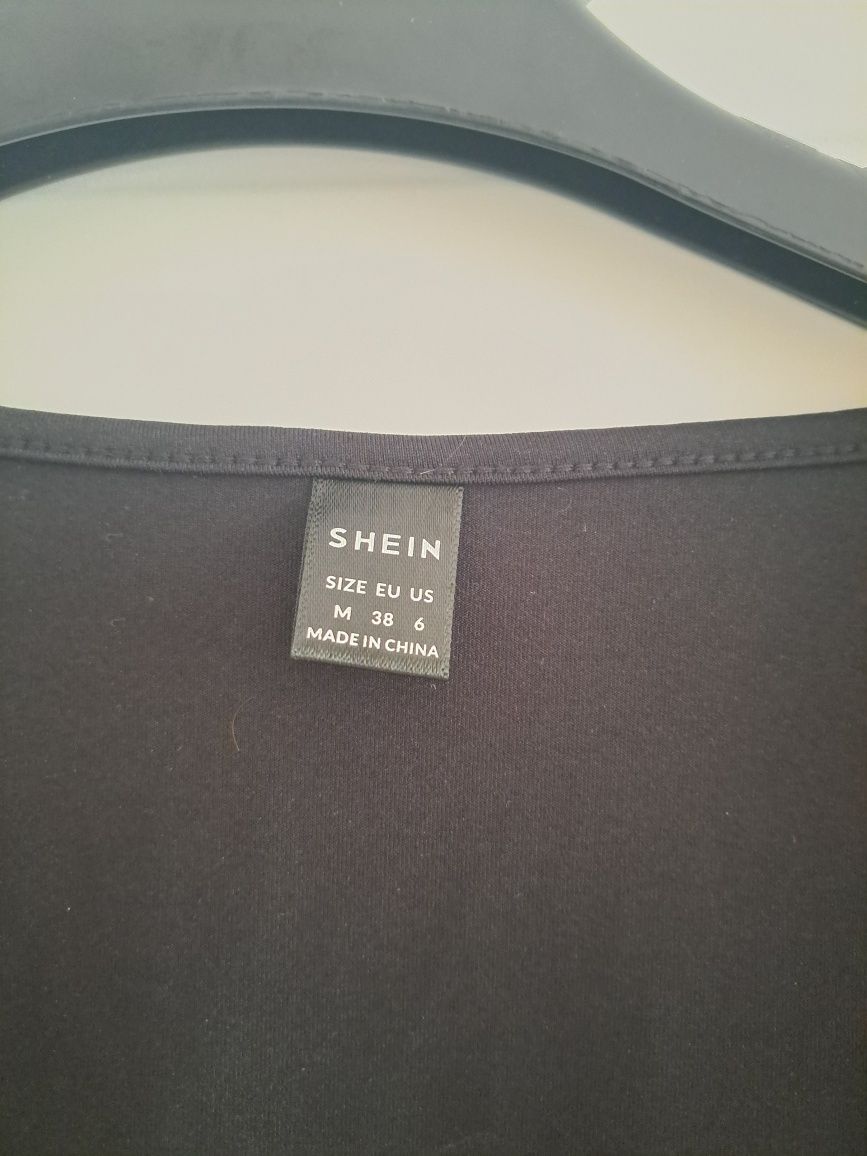 SHEIN
SIZE EU US
M 38 6
MADE IN CHINA